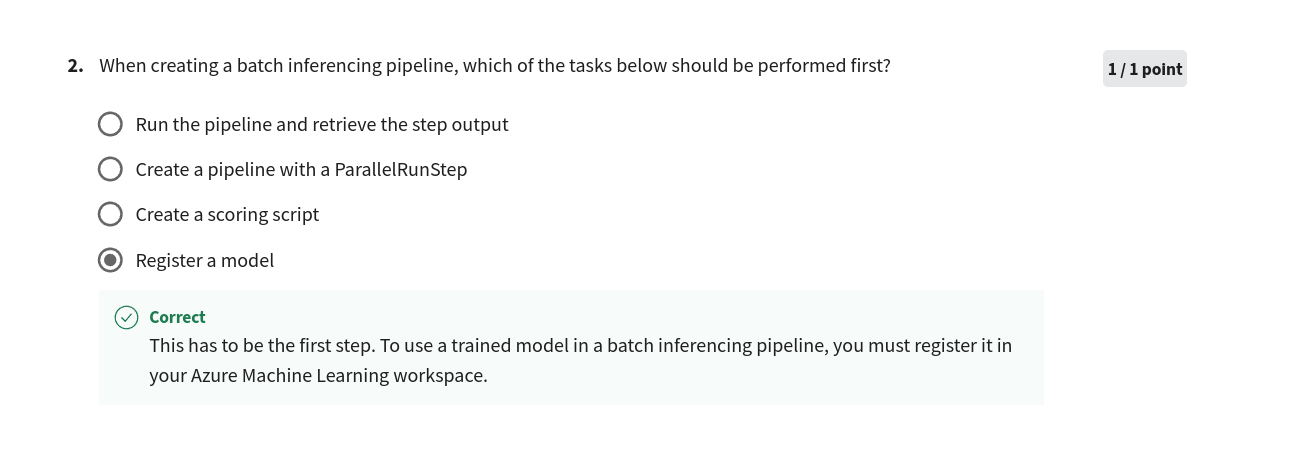 2. When creating a batch inferencing pipeline, which of the tasks below should be performed first?
1 / 1 point
Run the pipeline and retrieve the step output
Create a pipeline with a ParallelRunStep
Create a scoring script
Register a model
Correct
This has to be the first step. To use a trained model in a batch inferencing pipeline, you must register it in
your Azure Machine Learning workspace.